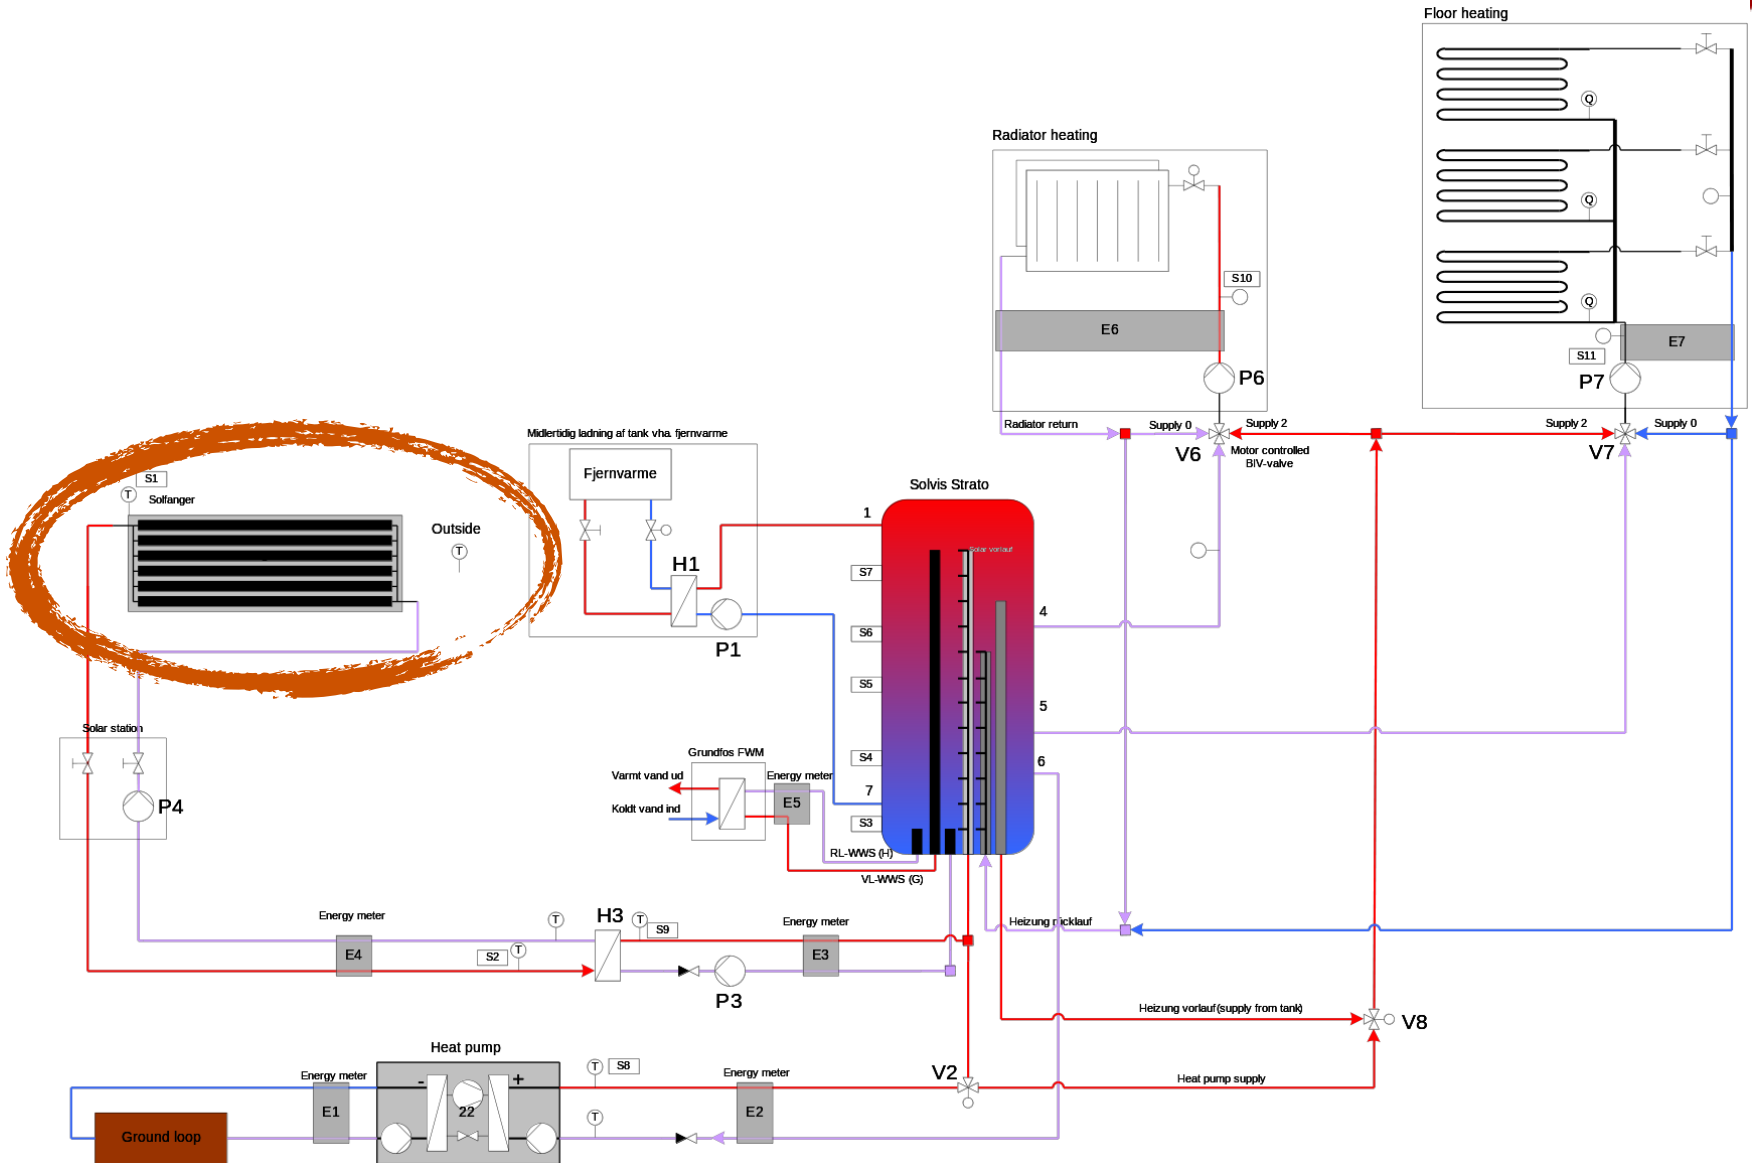 Floor heating
Q
Q
Q
S11
E7
P7
Radiator heating
S10
E6
P6
Radiator return
Supply 0
V6
Supply 2
Motor controlled
BIV-valve
Supply 2
Supply 0
V7
Midlertidig ladning af tank vha. fjernvarme
Fjernvarme
H1
P1
S1
T
Solfanger
Outside
T
Solvis Strato
Solar vorlauf
1
S7
S6
S5
S4
7
S3
4
5
6
Solar station
P4
Grundfos FWM
Varmt vand ud
Koldt vand ind
Energy meter
E5
RL-WWS (H)
VL-WWS (G)
Energy meter
E4
T
S2
T
H3
T
S9
Energy meter
E3
P3
Heizung rücklauf
Heizung vorlauf(supply from tank)
V8
Heat pump
Energy meter
E1
Ground loop
-
+
22
T
S8
T
Energy meter
E2
V2
Heat pump supply